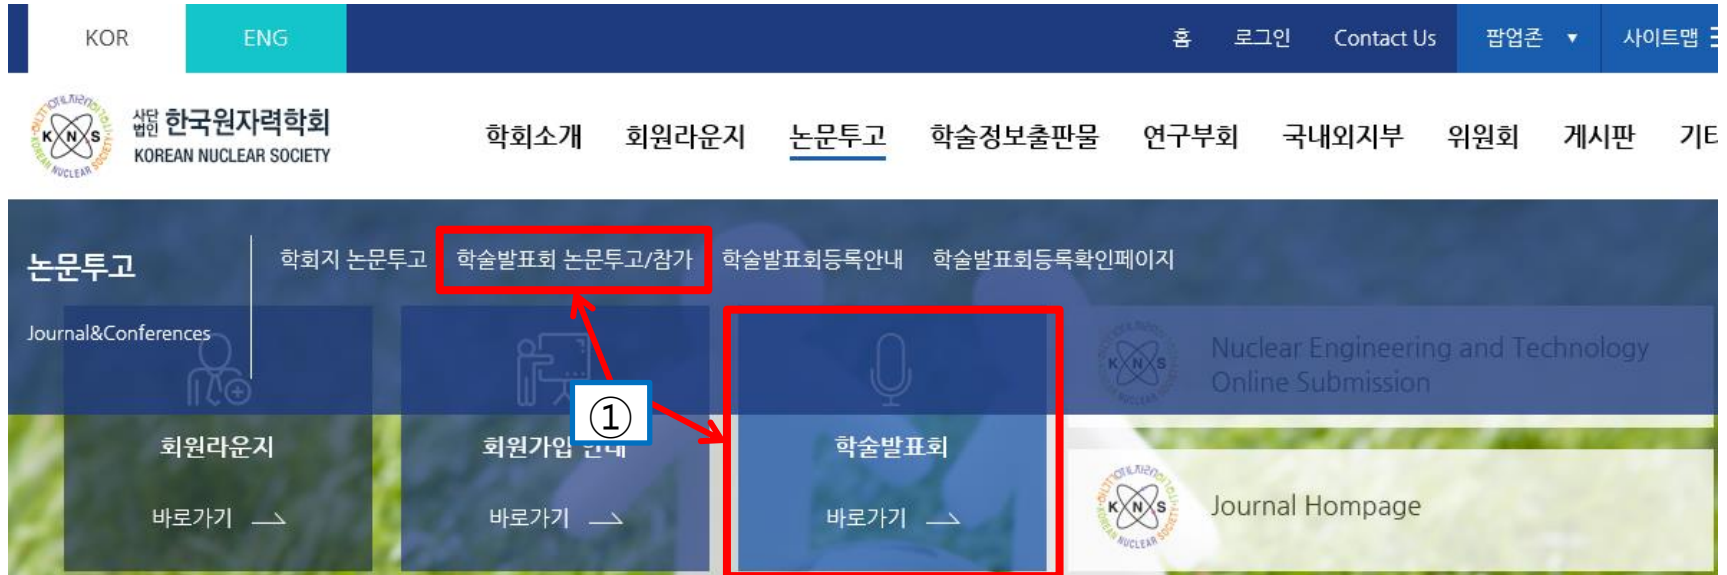 KOR ENG 홈 로그인 Contact Us 팝업존 ▼ 사이트맵
사단법인 한국원자력학회
KOREAN NUCLEAR SOCIETY
학회소개 회원라운지 논문투고 학술정보출판물 연구부회 국내외지부 위원회 게시판
논문투고
Journal&Conferences
학회지 논문투고 학술발표회 논문투고/참가 학술발표회등록안내 학술발표회등록확인페이지
①
Nuclear Engineering and Technology
Online Submission
회원라운지
바로가기
회원가입 안내
바로가기
학술발표회
바로가기
KNS
Journal Hompage